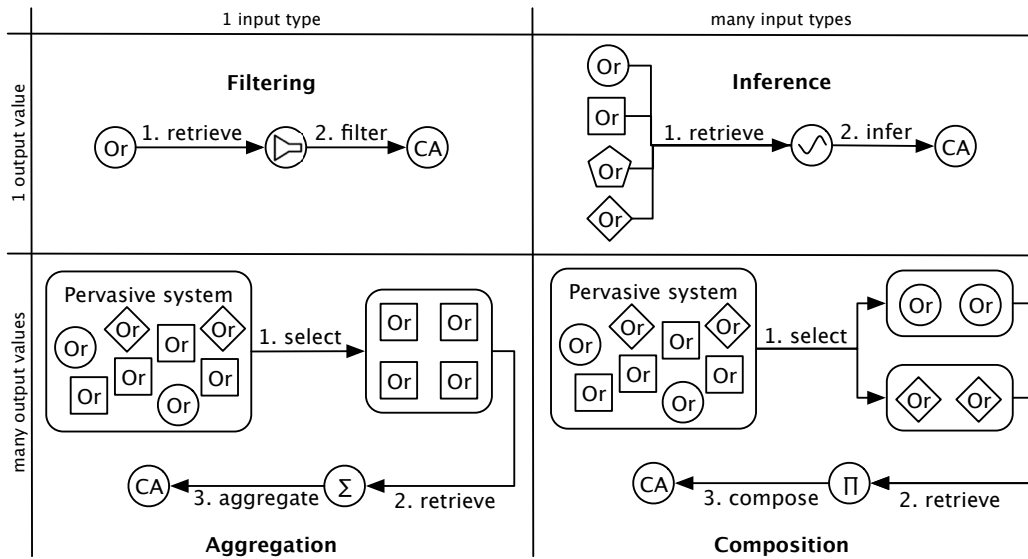 1 input type
many input types
1 output value
Filtering
Or
1. retrieve
2. filter
CA
Inference
Or
Or
Or
Or
1. retrieve
2. infer
CA
many output values
Pervasive system
Or
Or
Or
Or
Or
Or
Or
Or
1. select
Or
Or
Or
Or
2. retrieve
Σ
3. aggregate
CA
Aggregation
Pervasive system
Or
Or
Or
Or
Or
Or
Or
Or
1. select
Or
Or
Or
Or
2. retrieve
∏
3. compose
CA
Composition